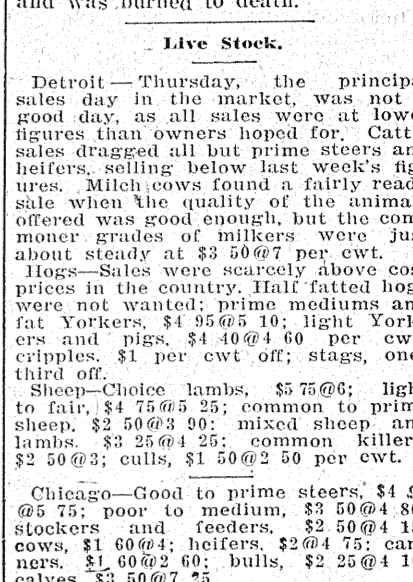 and was burned to death.
Live Stock.
Detroit — Thursday, the princip
sales day in the market, was not
good day, as all sales were at low
figures than owners hoped for. Catt
sales dragged all but prime steers an
heifers, selling below last week's fig
ures. Milch cows found a fairly read
sale when the quality of the anima
offered was good enough, but the com
moner grades of milkers were jus
about steady at $3 50@7 per cwt.
Hogs—Sales were scarcely above cos
prices in the country. Half fatted hog
were not wanted; prime mediums an
fat Yorkers, $4 95@5 10; light York
ers and pigs, $4 40@4 60 per cw
cripples, $1 per cwt off; stags, one
third off.
Sheep—Choice lambs, $5 75@6; ligh
to fair, $4 75@5 25; common to prim
sheep, $2 50@3 90; mixed sheep an
lambs, $3 25@4 25; common killer
$2 50@3; culls, $1 50@2 50 per cwt.
Chicago—Good to prime steers, $4
@5 75; poor to medium, $3 50@4 8
stockers and feeders, $2 50@4 1
cows, $1 60@4; heifers, $2@4 75; can
ners, $1 60@2 60; bulls, $2 25@4 1
calves, $3 50@7 25